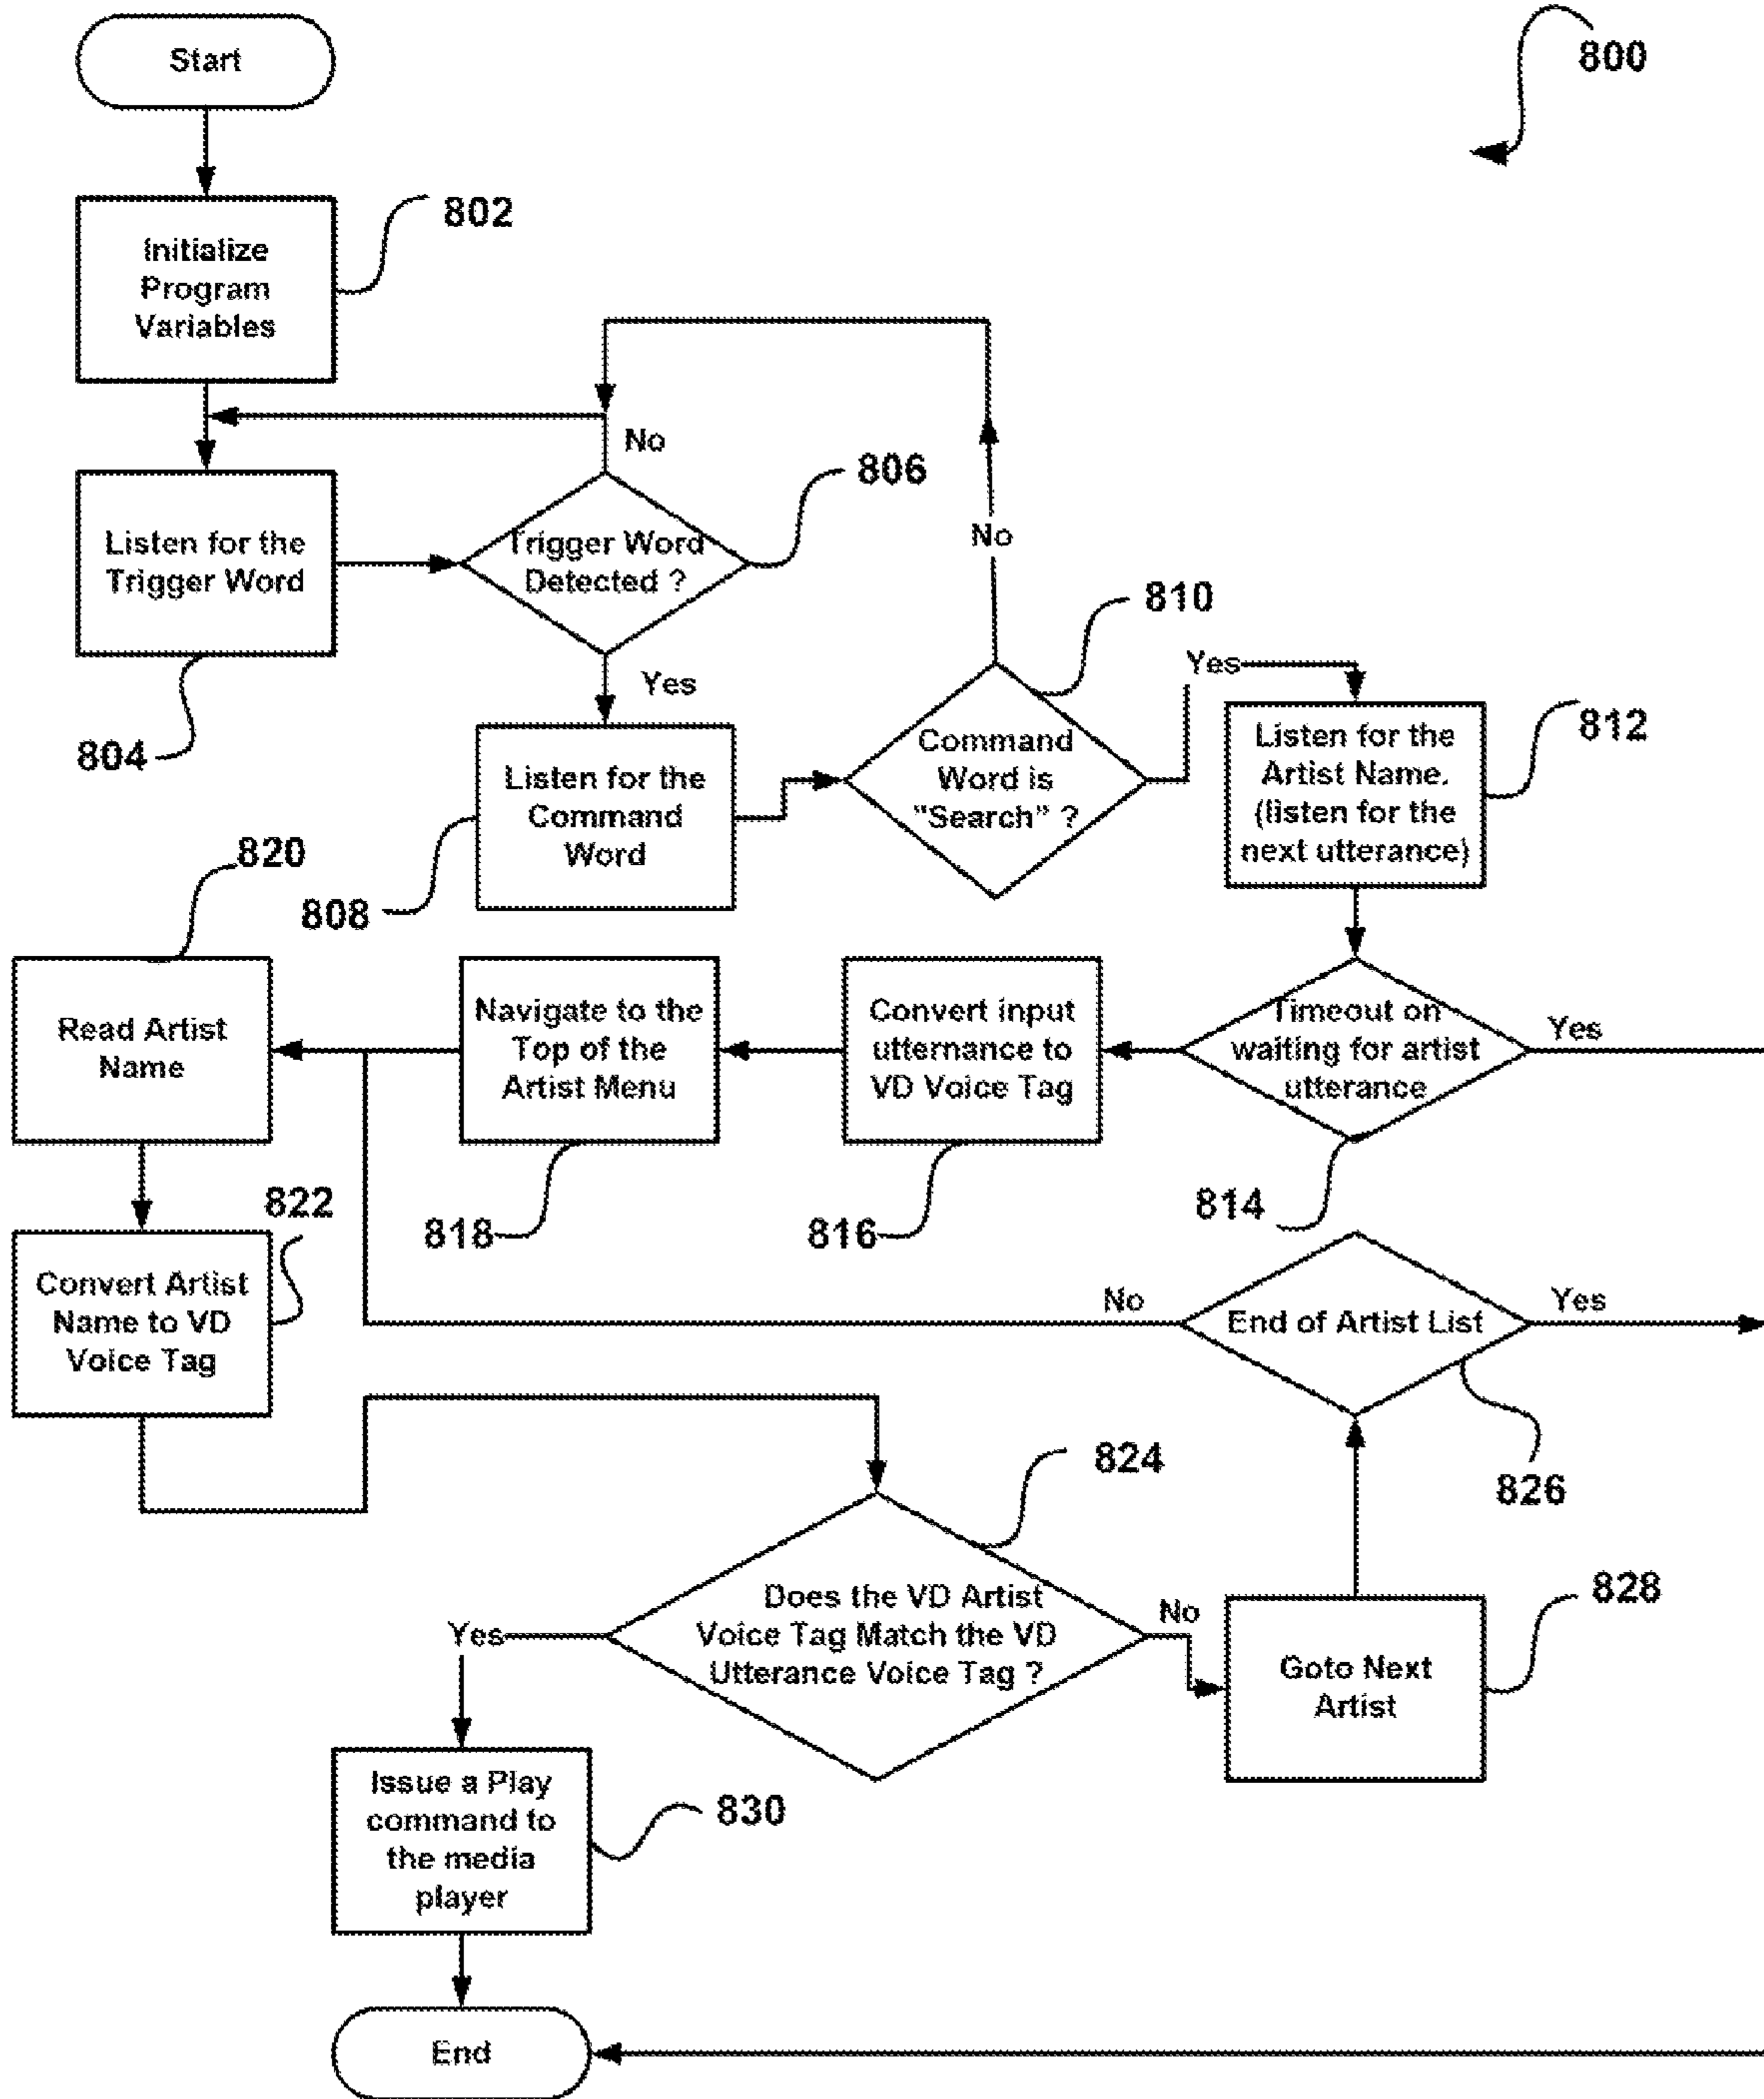 Start
800
802
Initialize
Program
Variables
No
806
Listen for the
Trigger Word
Trigger Word
Detected ?
No
810
804
Yes
Yes
812
Listen for the
Command
Word
Command
Word is
"Search" ?
Listen for the
Artist Name.
(listen for the
next utterance)
820
808
Read Artist
Name
Navigate to the
Top of the
Artist Menu
Convert input
utternance to
VD Voice Tag
Timeout on
waiting for artist
utterance
Yes
822
818
816
814
Convert Artist
Name to VD
Voice Tag
No
End of Artist List
Yes
824
826
Yes
Does the VD Artist
Voice Tag Match the VD
Utterance Voice Tag ?
No
828
Goto Next
Artist
Issue a Play
command to
the media
player
830
End